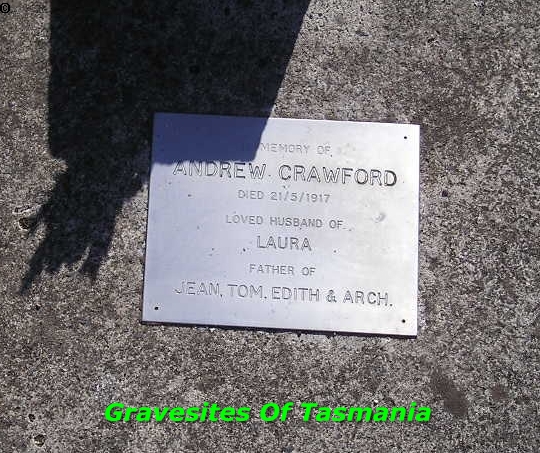 IN MEMORY OF
ANDREW CRAWFORD
DIED 21/5/1917
LOVED HUSBAND OF
LAURA
FATHER OF
JEAN, TOM, EDITH & ARCH.
Gravesites Of Tasmania